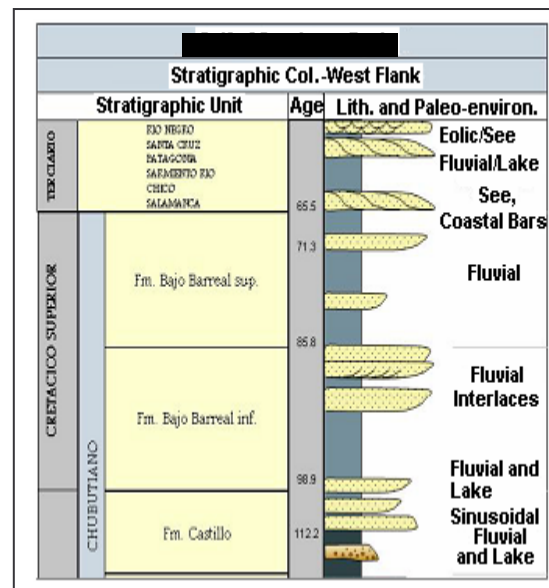 Stratigraphic Col.-West Flank
Stratigraphic Unit
Age
Lith. and Paleo-environ.
TERCIARIO
RIO NEGRO
SANTA CRUZ
PATAGONIA
SARMIENTO RIO
CHICO
SALAMANCA
65.5
Eolic/See
Fluvial/Lake
See,
Coastal Bars
CRETACICO SUPERIOR
CHUBUTIANO
71.3
Fm. Bajo Barreal sup.
Fluvial
85.8
Fm. Bajo Barreal inf.
Fluvial
Interlaces
98.9
Fluvial and
Lake
Fm. Castillo
112.2
Sinusoidal
Fluvial
and Lake